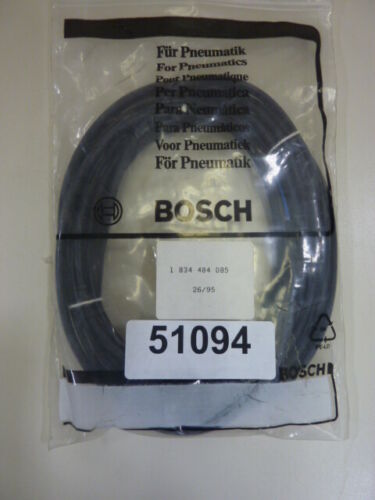 Für Pneumatik
For Pneumatics
Pour Pneumatique
Per Pneumatica
Para Neumática
Para Pneumáticos
Voor Pneumatiek
För Pneumatik
BOSCH
1 834 484 085
26/95
51094
BOSCH